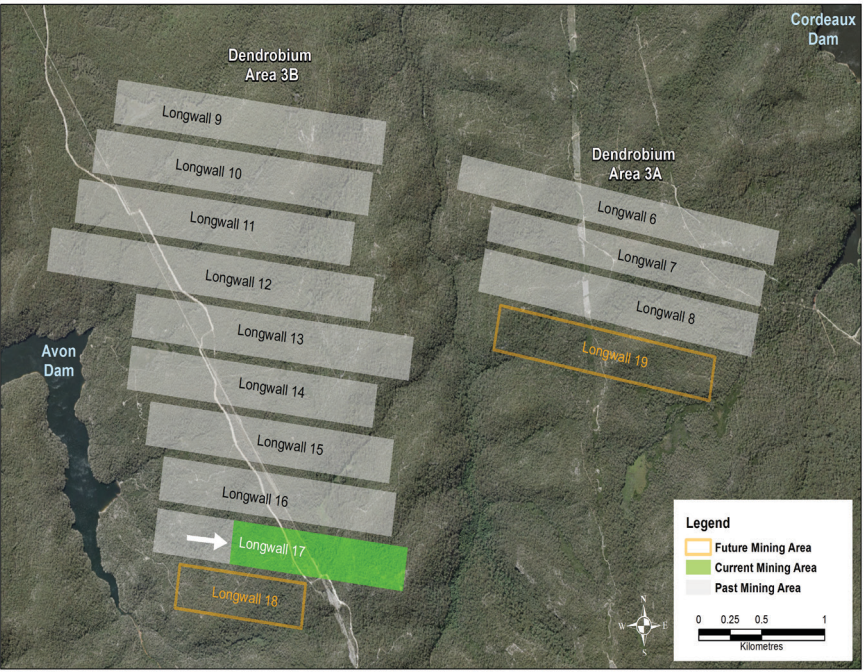 Cordeaux
Dam
Dendrobium
Area 3B
Longwall 9
Longwall 10
Longwall 11
Longwall 12
Longwall 13
Longwall 14
Longwall 15
Longwall 16
Longwall 17
Longwall 18
Avon
Dam
Dendrobium
Area 3A
Longwall 6
Longwall 7
Longwall 8
Longwall 19
Legend
Future Mining Area
Current Mining Area
Past Mining Area
N
W E
S
0 0.25 0.5 1
Kilometres